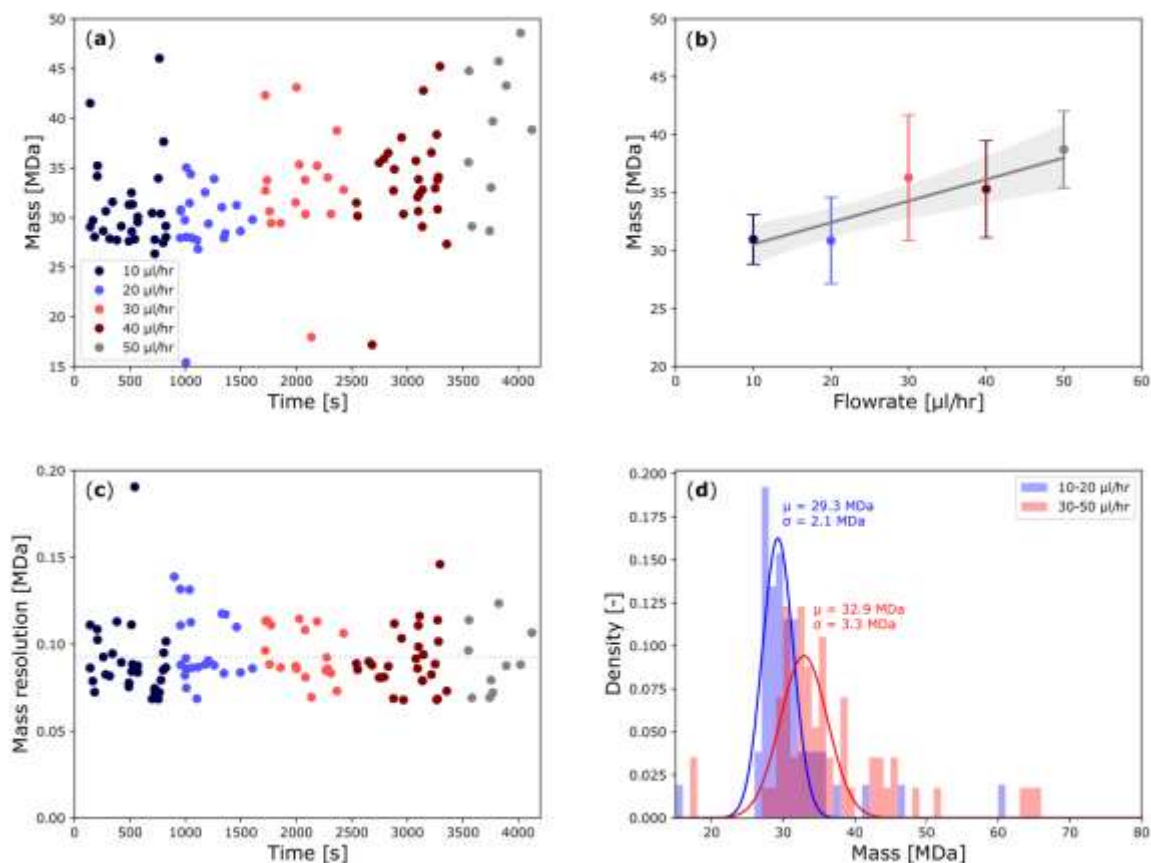 (a)
Mass [MDa]
50
45
40
35
30
25
20
15
10 µl/hr
20 µl/hr
30 µl/hr
40 µl/hr
50 µl/hr
0 500 1000 1500 2000 2500 3000 3500 4000
Time [s]
(b)
Mass [MDa]
50
45
40
35
30
25
20
0 10 20 30 40 50 60
Flowrate [µl/hr]
(c)
Mass resolution [MDa]
0.20
0.15
0.10
0.05
0.00
0 500 1000 1500 2000 2500 3000 3500 4000
Time [s]
(d)
Density [-]
0.200
0.175
0.150
0.125
0.100
0.075
0.050
0.025
0.000
µ = 29.3 MDa
σ = 2.1 MDa
µ = 32.9 MDa
σ = 3.3 MDa
10-20 µl/hr
30-50 µl/hr
20 30 40 50 60 70 80
Mass [MDa]